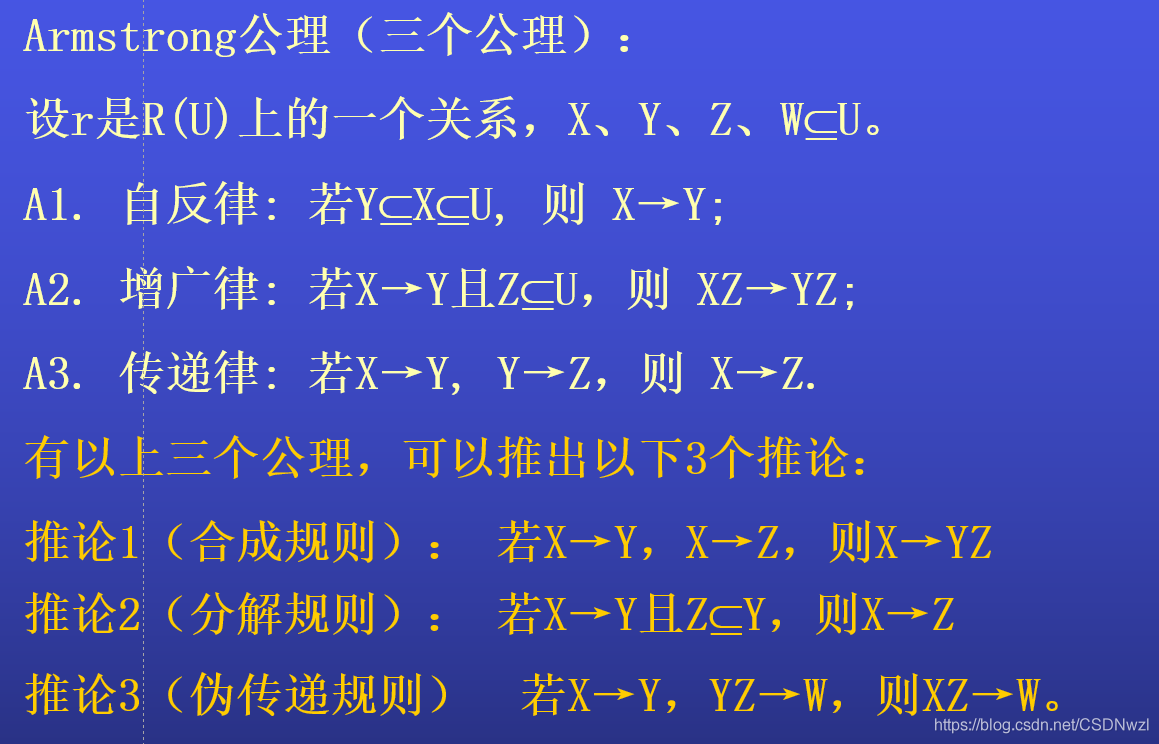 Armstrong公理（三个公理）：
设r是R(U)上的一个关系，X、Y、Z、W⊆U。
A1. 自反律: 若Y⊆X⊆U, 则 X→Y;
A2. 增广律: 若X→Y且Z⊆U，则 XZ→YZ;
A3. 传递律: 若X→Y, Y→Z，则 X→Z.
有以上三个公理，可以推出以下3个推论：
推论1（合成规则）： 若X→Y，X→Z，则X→YZ
推论2（分解规则）： 若X→Y且Z⊆Y，则X→Z
推论3（伪传递规则） 若X→Y，YZ→W，则XZ→W。
https://blog.csdn.net/CSDNwzl